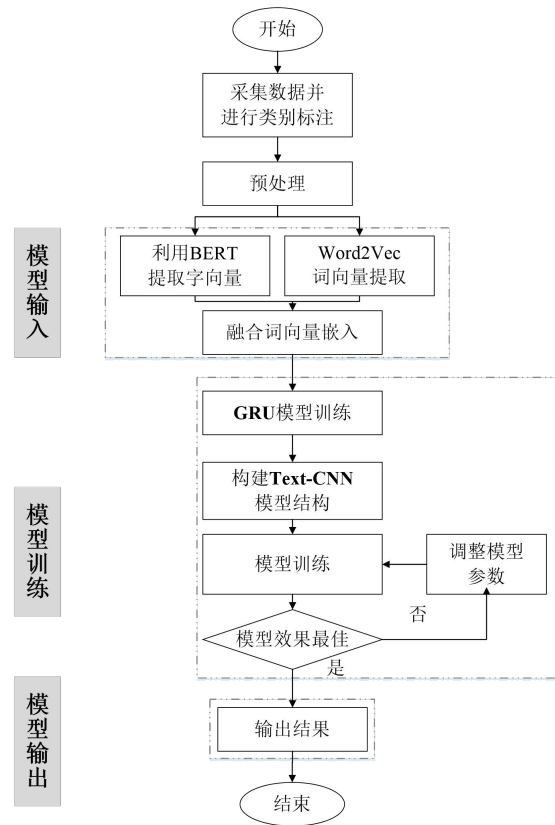 开始
采集数据并
进行类别标注
预处理
模型输入
利用BERT
提取字向量
Word2Vec
词向量提取
融合词向量嵌入
GRU模型训练
构建Text-CNN
模型结构
模型训练
模型训练
调整模型
参数
否
模型效果最佳
是
模型输出
输出结果
结束